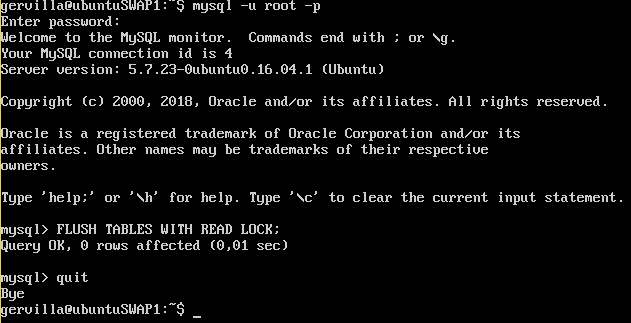 gervilla@ubuntuSWAP1:~$ mysql -u root -p
Enter password:
Welcome to the MySQL monitor.  Commands end with ; or \g.
Your MySQL connection id is 4
Server version: 5.7.23-0ubuntu0.16.04.1 (Ubuntu)

Copyright (c) 2000, 2018, Oracle and/or its affiliates. All rights reserved.

Oracle is a registered trademark of Oracle Corporation and/or its
affiliates. Other names may be trademarks of their respective
owners.

Type 'help;' or '\h' for help. Type '\c' to clear the current input statement.

mysql> FLUSH TABLES WITH READ LOCK;
Query OK, 0 rows affected (0,01 sec)

mysql> quit
Bye
gervilla@ubuntuSWAP1:~$ _